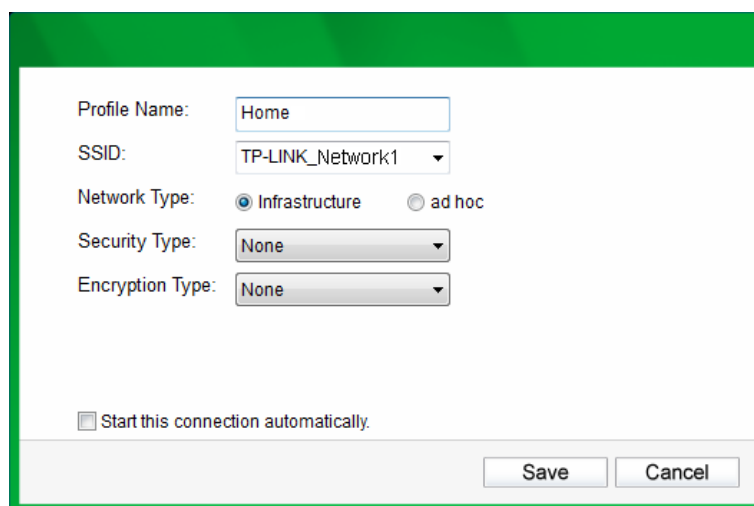 Profile Name: Home
SSID: TP-LINK_Network1
Network Type: Infrastructure ad hoc
Security Type: None
Encryption Type: None
Start this connection automatically.
Save Cancel